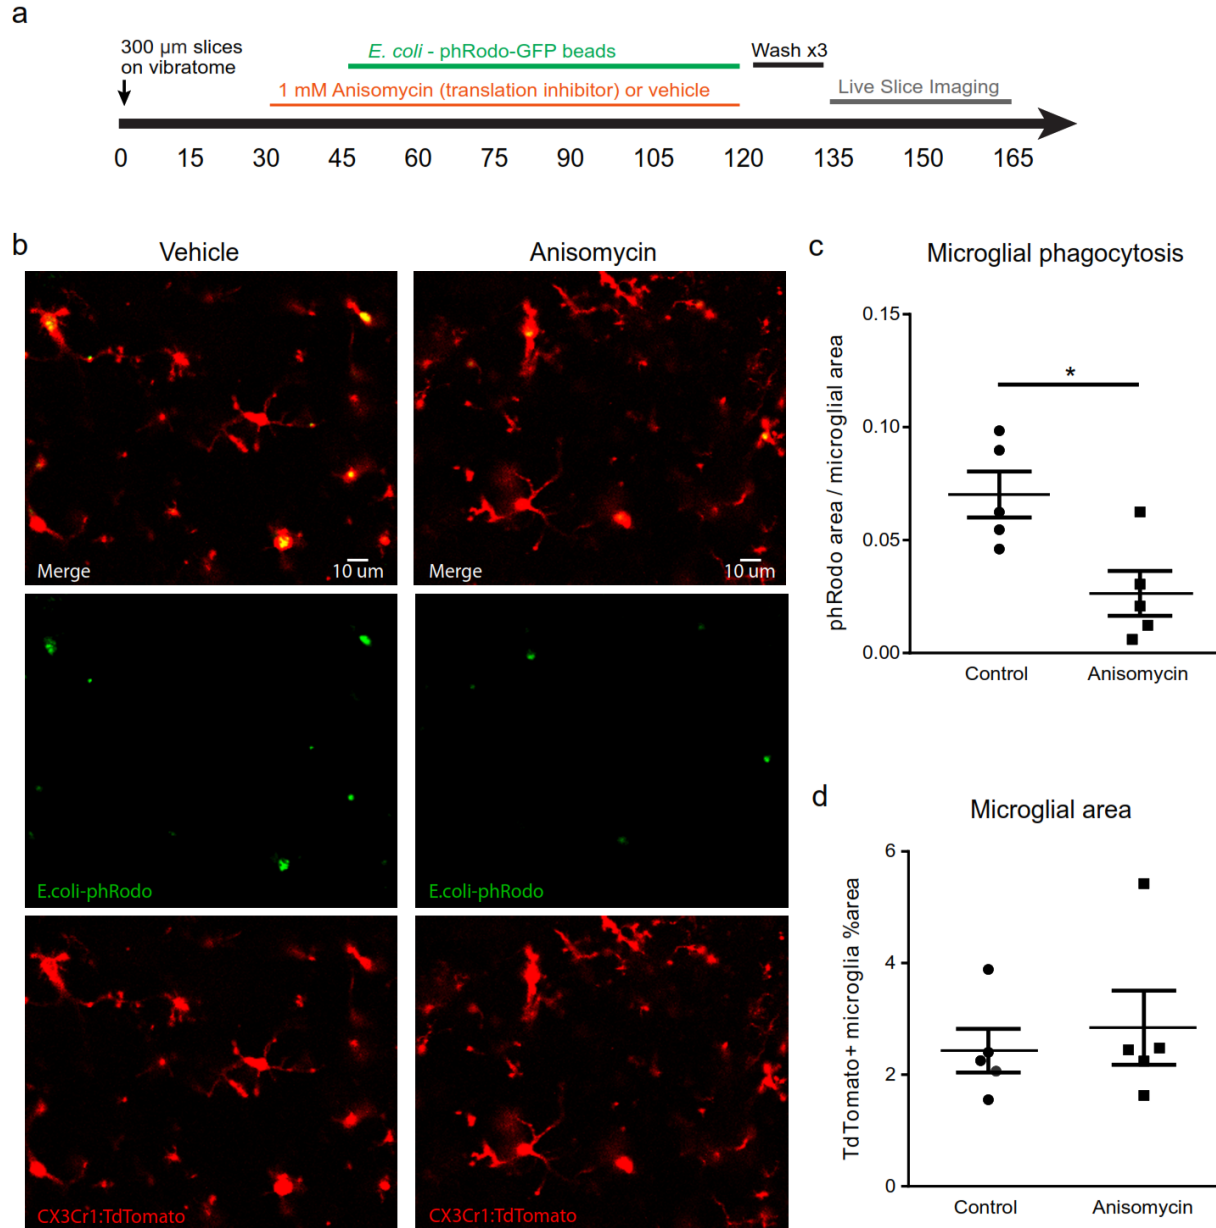 a
300 µm slices
on vibratome
E. coli - phRodo-GFP beads
Wash x3
1 mM Anisomycin (translation inhibitor) or vehicle
Live Slice Imaging
0 15 30 45 60 75 90 105 120 135 150 165
b
Vehicle
Anisomycin
Merge
10 um
Merge
10 um
E.coli-phRodo
E.coli-phRodo
CX3Cr1:TdTomato
CX3Cr1:TdTomato
c
Microglial phagocytosis
phRodo area / microglial area
0.15
0.10
0.05
0.00
*
Control
Anisomycin
d
Microglial area
TdTomato+ microglia %area
6
4
2
0
Control
Anisomycin